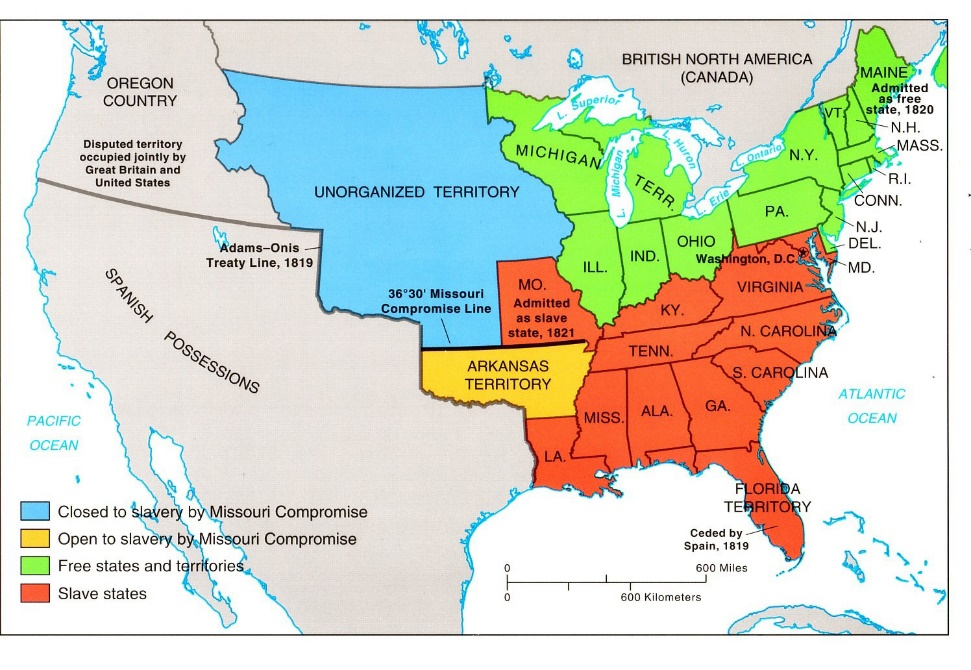 BRITISH NORTH AMERICA
(CANADA)
OREGON
COUNTRY
MAINE
Admitted
as free
state, 1820
L. Superior
VT.
N.H.
MASS.
Disputed territory
occupied jointly by
Great Britain and
United States
MICHIGAN
TERR.
L. Michigan
L. Huron
L. Ontario
L. Erie
N.Y.
R.I.
CONN.
UNORGANIZED TERRITORY
PA.
N.J.
DEL.
MD.
Adams–Onis
Treaty Line, 1819
ILL.
IND.
OHIO
Washington, D.C.
SPANISH POSSESSIONS
36°30' Missouri
Compromise Line
MO.
Admitted
as slave
state, 1821
KY.
VIRGINIA
N. CAROLINA
TENN.
ARKANSAS
TERRITORY
S. CAROLINA
PACIFIC
OCEAN
ATLANTIC
OCEAN
MISS.
ALA.
GA.
LA.
FLORIDA
TERRITORY
Ceded by
Spain, 1819
Closed to slavery by Missouri Compromise
Open to slavery by Missouri Compromise
Free states and territories
Slave states
0 600 Miles
0 600 Kilometers